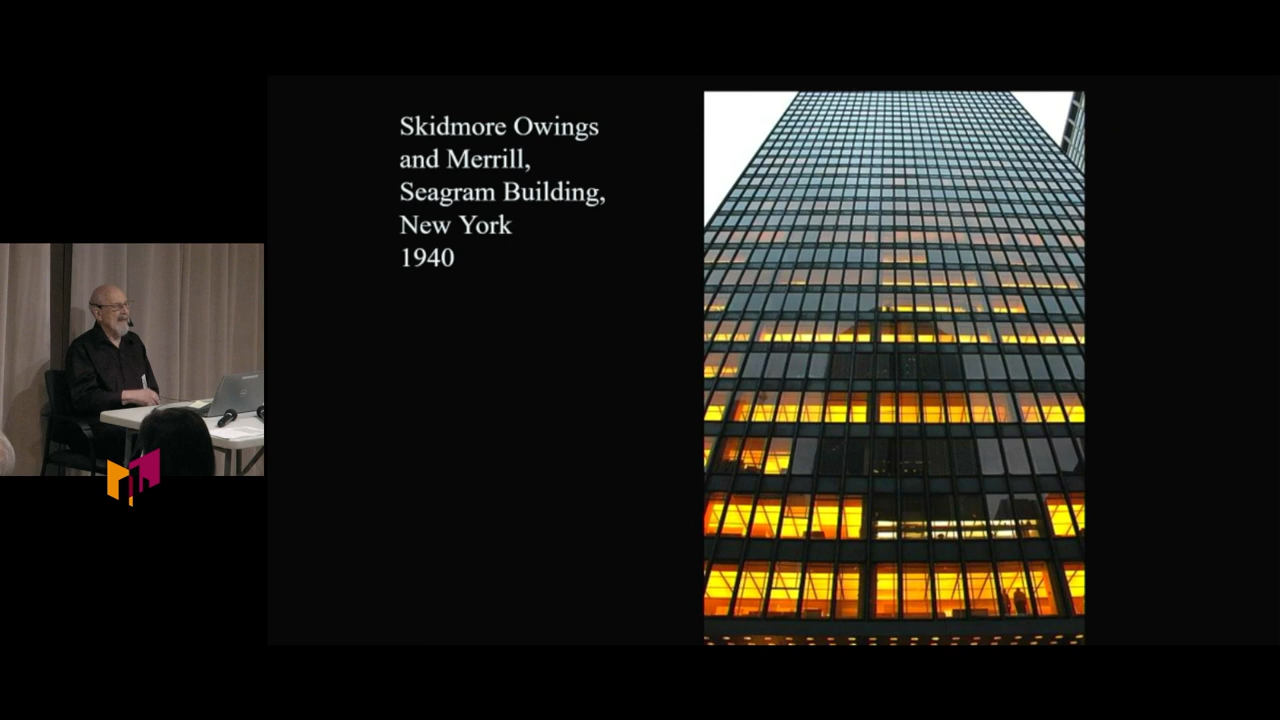 Skidmore Owings
and Merrill,
Seagram Building,
New York
1940